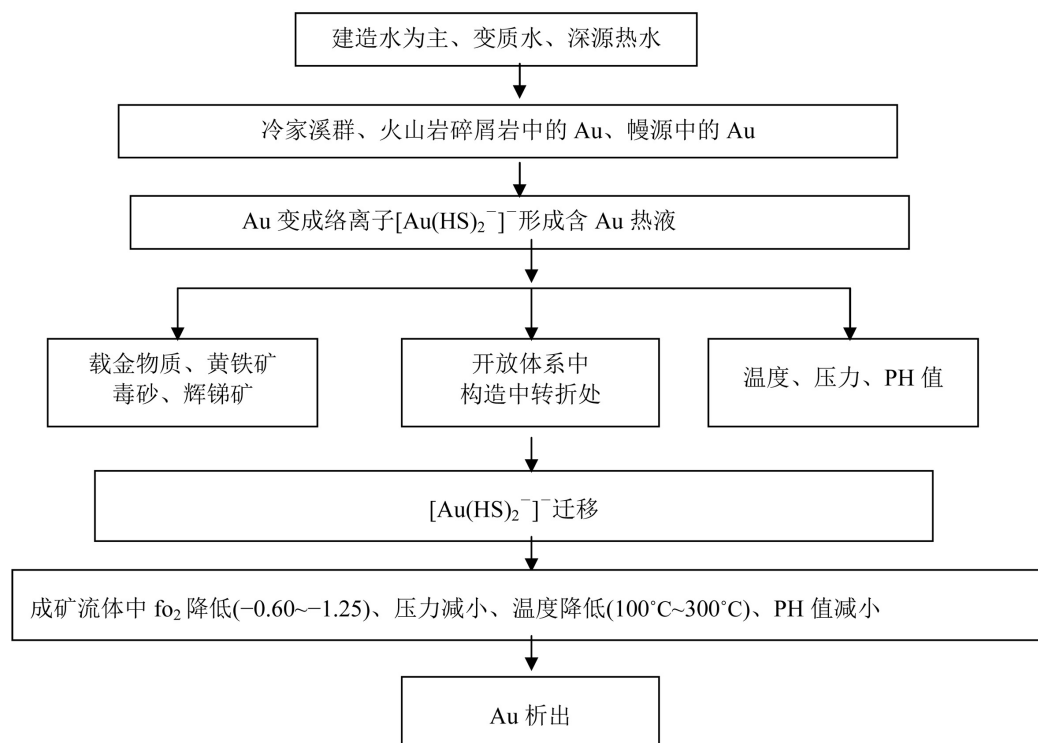 建造水为主、变质水、深源热水
冷家溪群、火山岩碎屑岩中的 Au、幔源中的 Au
Au 变成络离子[Au(HS)₂⁻]⁻形成含 Au 热液
载金物质、黄铁矿
毒砂、辉锑矿
开放体系中
构造中转折处
温度、压力、PH 值
[Au(HS)₂⁻]⁻迁移
成矿流体中 fo₂ 降低(−0.60~−1.25)、压力减小、温度降低(100˚C~300˚C)、PH 值减小
Au 析出